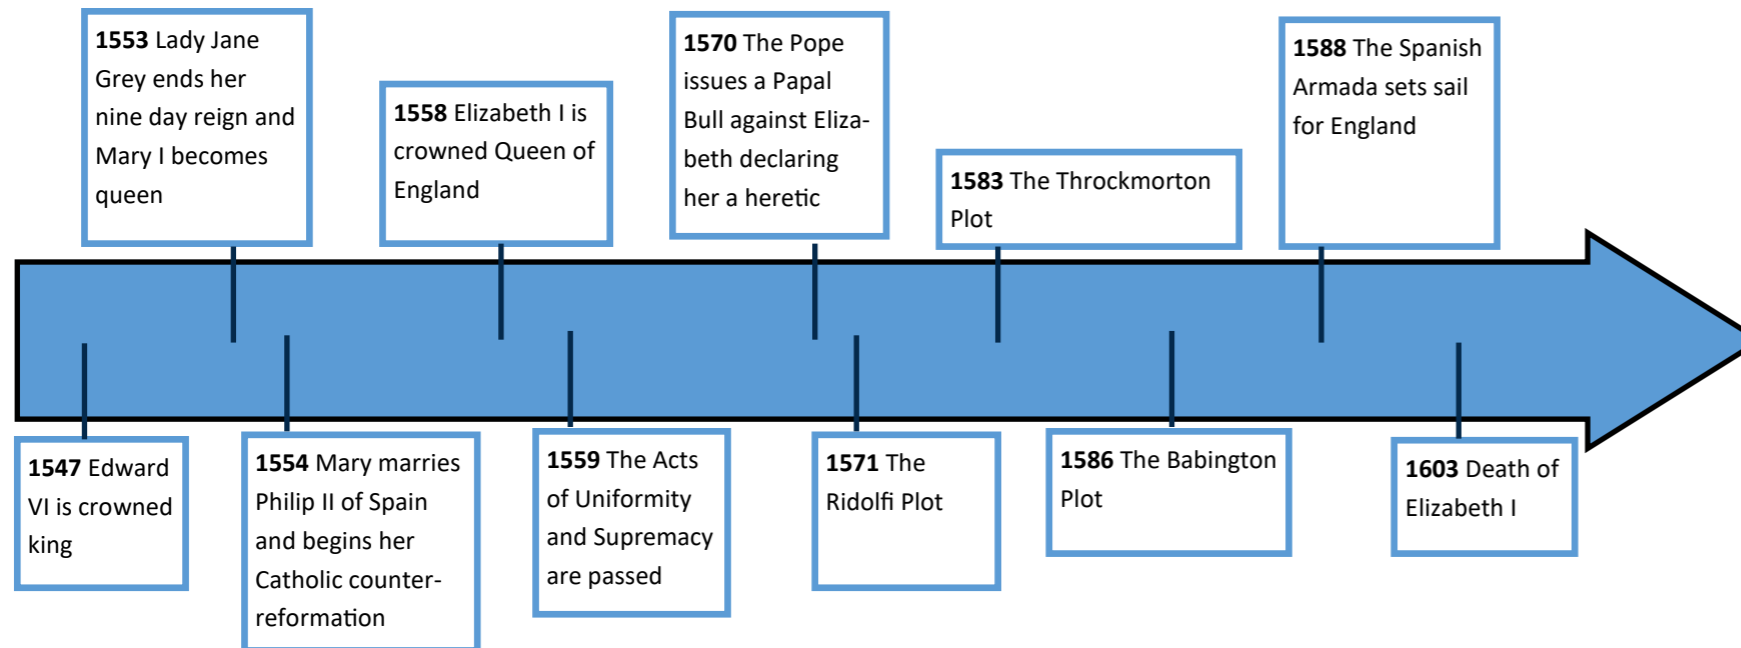 1553 Lady Jane
Grey ends her
nine day reign and
Mary I becomes
queen
1558 Elizabeth I is
crowned Queen of
England
1570 The Pope
issues a Papal
Bull against Eliza-
beth declaring
her a heretic
1583 The Throckmorton
Plot
1588 The Spanish
Armada sets sail
for England
1547 Edward
VI is crowned
king
1554 Mary marries
Philip II of Spain
and begins her
Catholic counter-
reformation
1559 The Acts
of Uniformity
and Supremacy
are passed
1571 The
Ridolfi Plot
1586 The Babington
Plot
1603 Death of
Elizabeth I